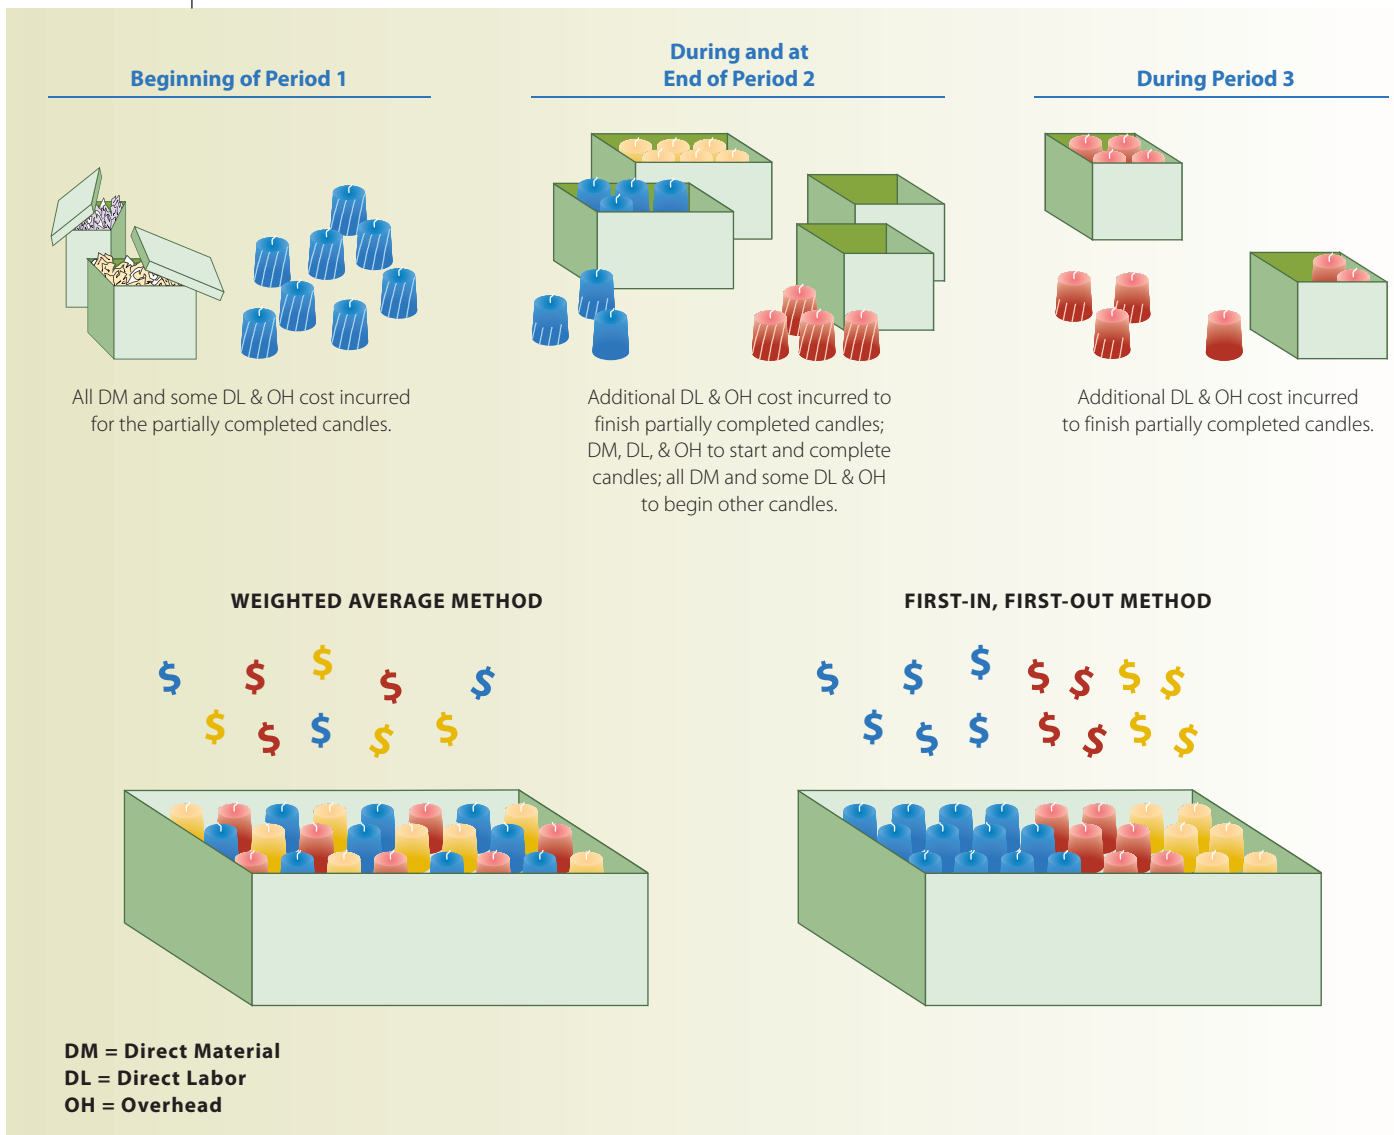 Beginning of Period 1
All DM and some DL & OH cost incurred
for the partially completed candles.
During and at
End of Period 2
Additional DL & OH cost incurred to
finish partially completed candles;
DM, DL, & OH to start and complete
candles; all DM and some DL & OH
to begin other candles.
During Period 3
Additional DL & OH cost incurred
to finish partially completed candles.
WEIGHTED AVERAGE METHOD
$ $ $ $ $
$ $ $ $ $
FIRST-IN, FIRST-OUT METHOD
$ $ $ $ $ $ $
$ $ $ $ $ $ $
DM = Direct Material
DL = Direct Labor
OH = Overhead